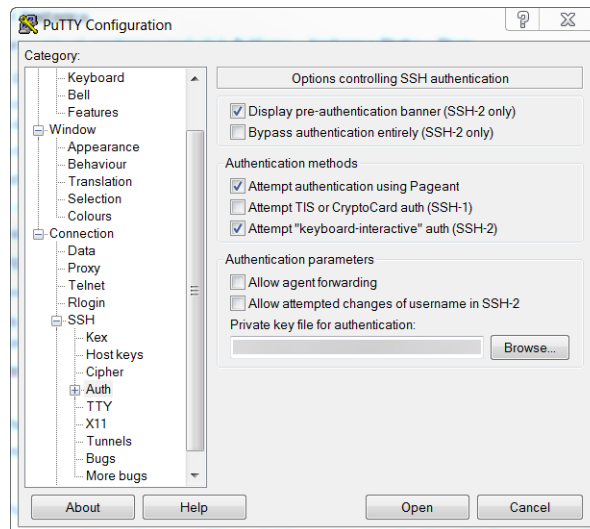 PuTTY Configuration
Category:
Keyboard
Bell
Features
Window
Appearance
Behaviour
Translation
Selection
Colours
Connection
Data
Proxy
Telnet
Rlogin
SSH
Kex
Host keys
Cipher
Auth
TTY
X11
Tunnels
Bugs
More bugs
Options controlling SSH authentication
Display pre-authentication banner (SSH-2 only)
Bypass authentication entirely (SSH-2 only)
Authentication methods
Attempt authentication using Pageant
Attempt TIS or CryptoCard auth (SSH-1)
Attempt "keyboard-interactive" auth (SSH-2)
Authentication parameters
Allow agent forwarding
Allow attempted changes of username in SSH-2
Private key file for authentication:
Browse...
About
Help
Open
Cancel